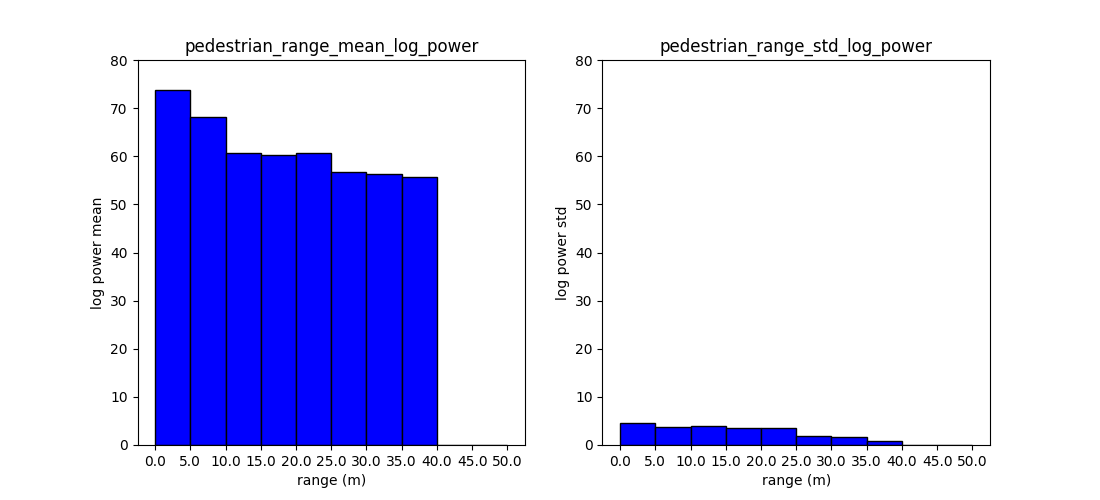 pedestrian_range_mean_log_power
80
70
60
50
40
30
20
10
0
log power mean
0.0 5.0 10.0 15.0 20.0 25.0 30.0 35.0 40.0 45.0 50.0
range (m)
pedestrian_range_std_log_power
80
70
60
50
40
30
20
10
0
log power std
0.0 5.0 10.0 15.0 20.0 25.0 30.0 35.0 40.0 45.0 50.0
range (m)